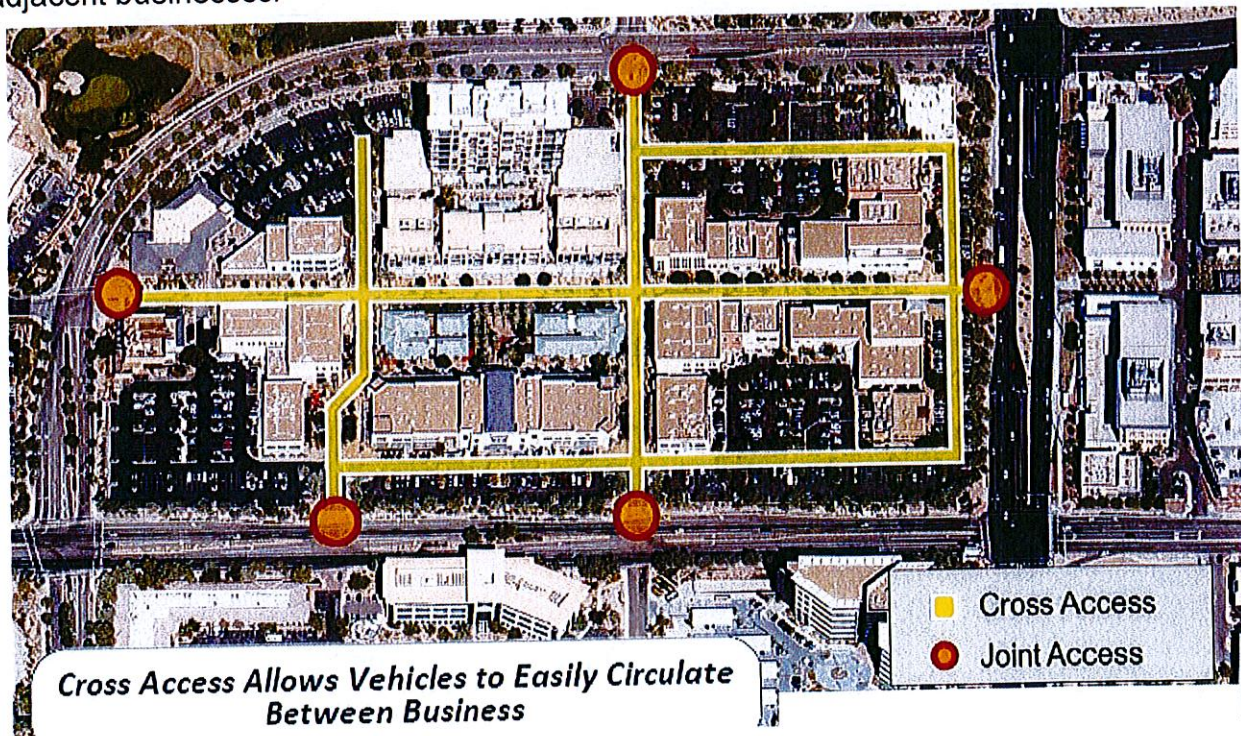 adjacent businesses.
Cross Access
Joint Access
Cross Access Allows Vehicles to Easily Circulate
Between Business